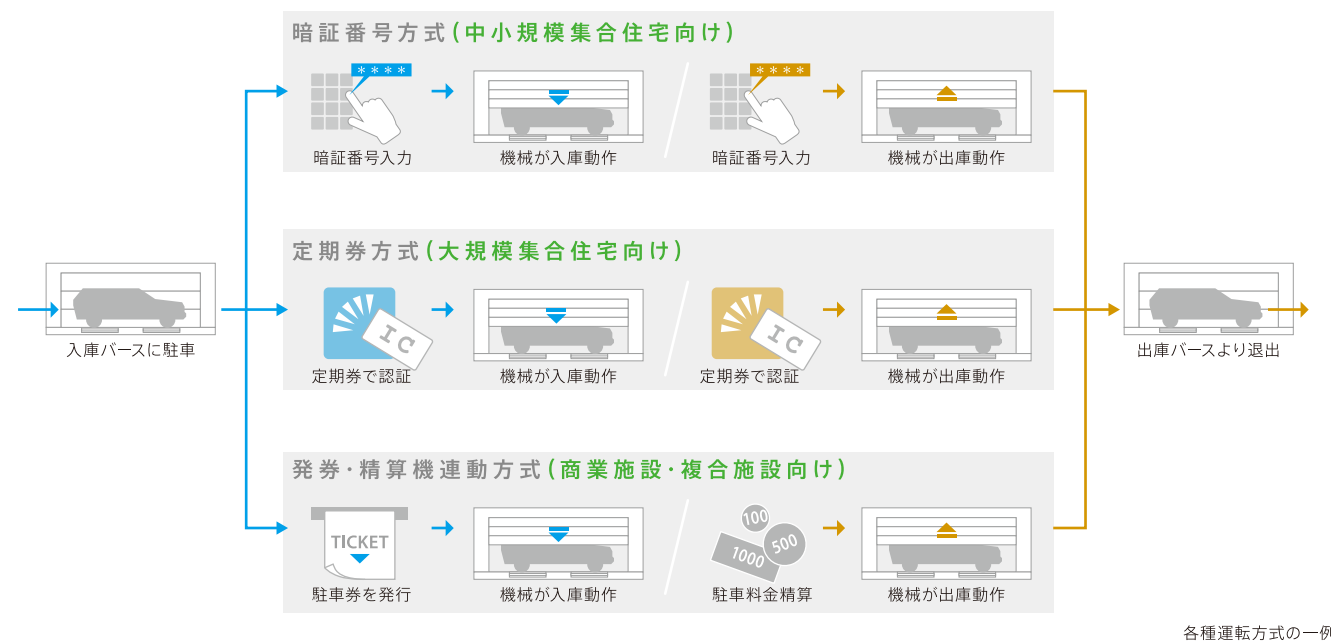 暗証番号方式(中小規模集合住宅向け)
****
****
暗証番号入力
機械が入庫動作
暗証番号入力
機械が出庫動作
入庫バースに駐車
定期券方式(大規模集合住宅向け)
IC
IC
定期券で認証
機械が入庫動作
定期券で認証
機械が出庫動作
出庫バースより退出
発券・精算機連動方式(商業施設・複合施設向け)
TICKET
100
500
1000
駐車券を発行
機械が入庫動作
駐車料金精算
機械が出庫動作
各種運転方式の一例